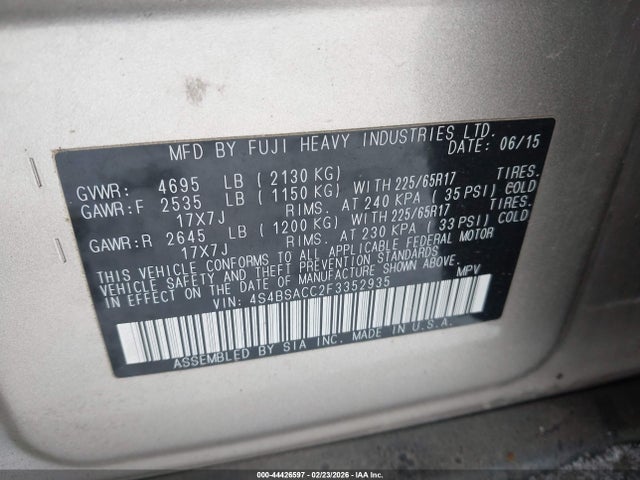 MFD BY FUJI HEAVY INDUSTRIES LTD.
DATE: 06/15
GVWR: 4695 LB (2130 KG)
GAWR:F 2535 LB (1150 KG) WITH 225/65R17 TIRES.
17X7J RIMS. AT 240 KPA (35 PSI) COLD
GAWR:R 2645 LB (1200 KG) WITH 225/65R17 TIRES.
17X7J RIMS. AT 230 KPA (33 PSI) COLD
THIS VEHICLE CONFORMS TO ALL APPLICABLE FEDERAL MOTOR
VEHICLE SAFETY AND THEFT PREVENTION STANDARDS
IN EFFECT ON THE DATE OF MANUFACTURE SHOWN ABOVE.
VIN: 4S4BSACC2F3352935 MPV
ASSEMBLED BY SIA INC. MADE IN U.S.A.
000-44426597 - 02/23/2026 - IAA Inc.